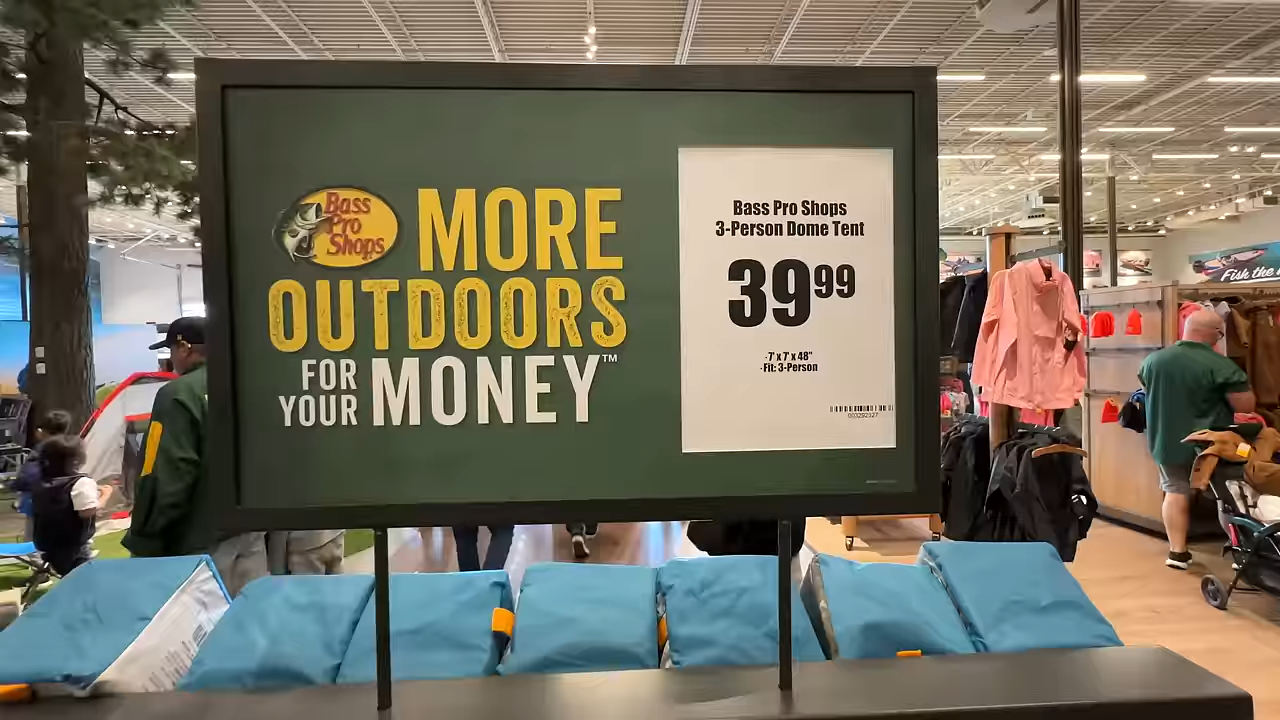 Bass
Pro
Shops
MORE
OUTDOORS
FOR
YOUR
MONEY™
Bass Pro Shops
3-Person Dome Tent
39 99
·7' x 7' x 48"
·Fit: 3-Person
003292327
Fish the